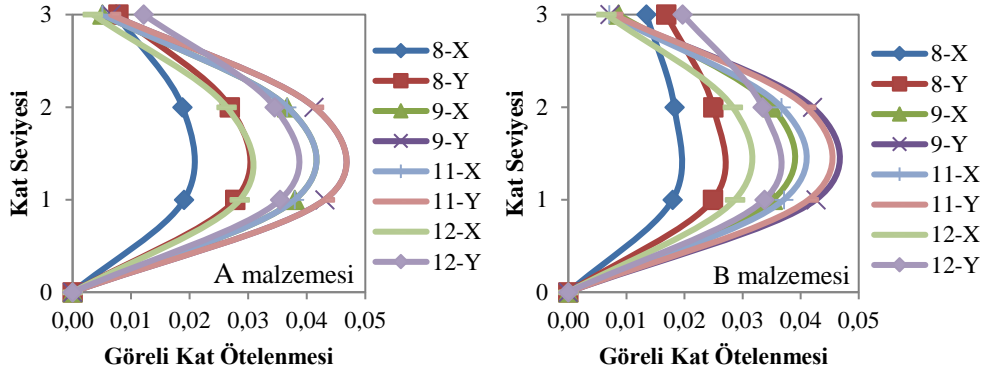 Kat Seviyesi
3
2
1
0
0,00 0,01 0,02 0,03 0,04 0,05
Göreli Kat Ötelenmesi
A malzemesi
8-X
8-Y
9-X
9-Y
11-X
11-Y
12-X
12-Y
Kat Seviyesi
3
2
1
0
0,00 0,01 0,02 0,03 0,04 0,05
Göreli Kat Ötelenmesi
B malzemesi
8-X
8-Y
9-X
9-Y
11-X
11-Y
12-X
12-Y